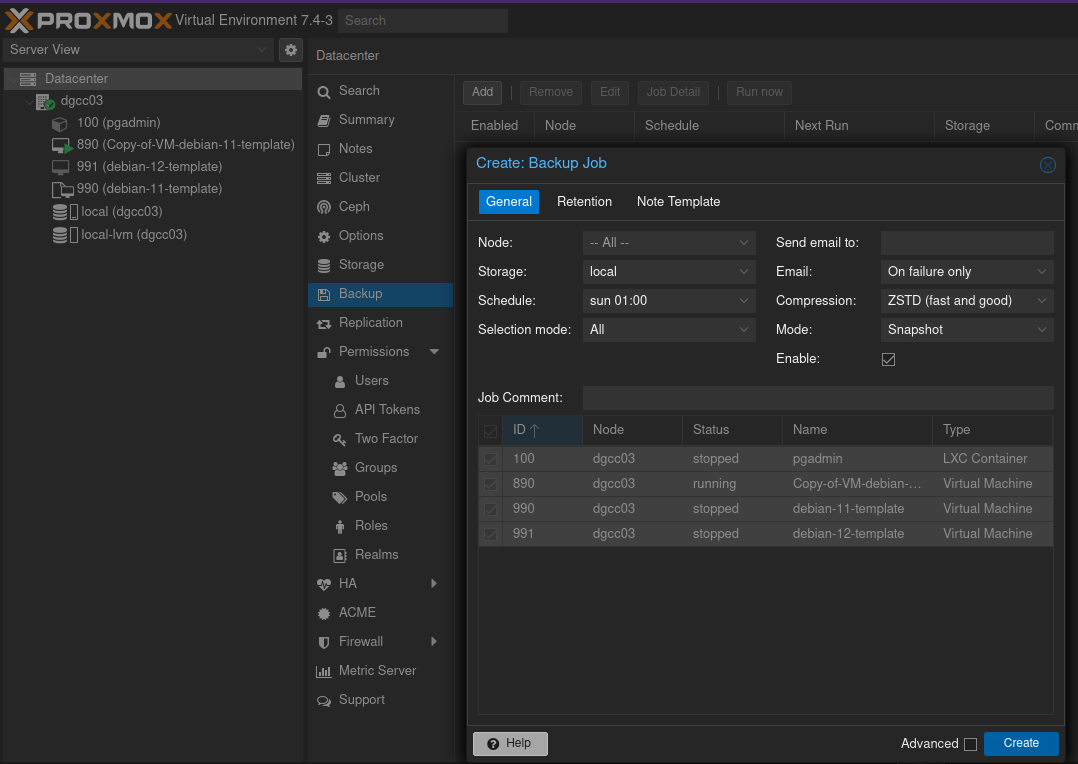 PROXMOX Virtual Environment 7.4-3 Search
Server View
Datacenter
dgcc03
100 (pgadmin)
890 (Copy-of-VM-debian-11-template)
991 (debian-12-template)
990 (debian-11-template)
local (dgcc03)
local-lvm (dgcc03)
Datacenter
Search
Summary
Notes
Cluster
Ceph
Options
Storage
Backup
Replication
Permissions
Users
API Tokens
Two Factor
Groups
Pools
Roles
Realms
HA
ACME
Firewall
Metric Server
Support
Add Remove Edit Job Detail Run now
Enabled Node Schedule Next Run Storage Comm
Create: Backup Job
General Retention Note Template
Node: -- All -- Send email to:
Storage: local Email: On failure only
Schedule: sun 01:00 Compression: ZSTD (fast and good)
Selection mode: All Mode: Snapshot
Enable:
Job Comment:
ID ↑ Node Status Name Type
100 dgcc03 stopped pgadmin LXC Container
890 dgcc03 running Copy-of-VM-debian-... Virtual Machine
990 dgcc03 stopped debian-11-template Virtual Machine
991 dgcc03 stopped debian-12-template Virtual Machine
Help Advanced Create